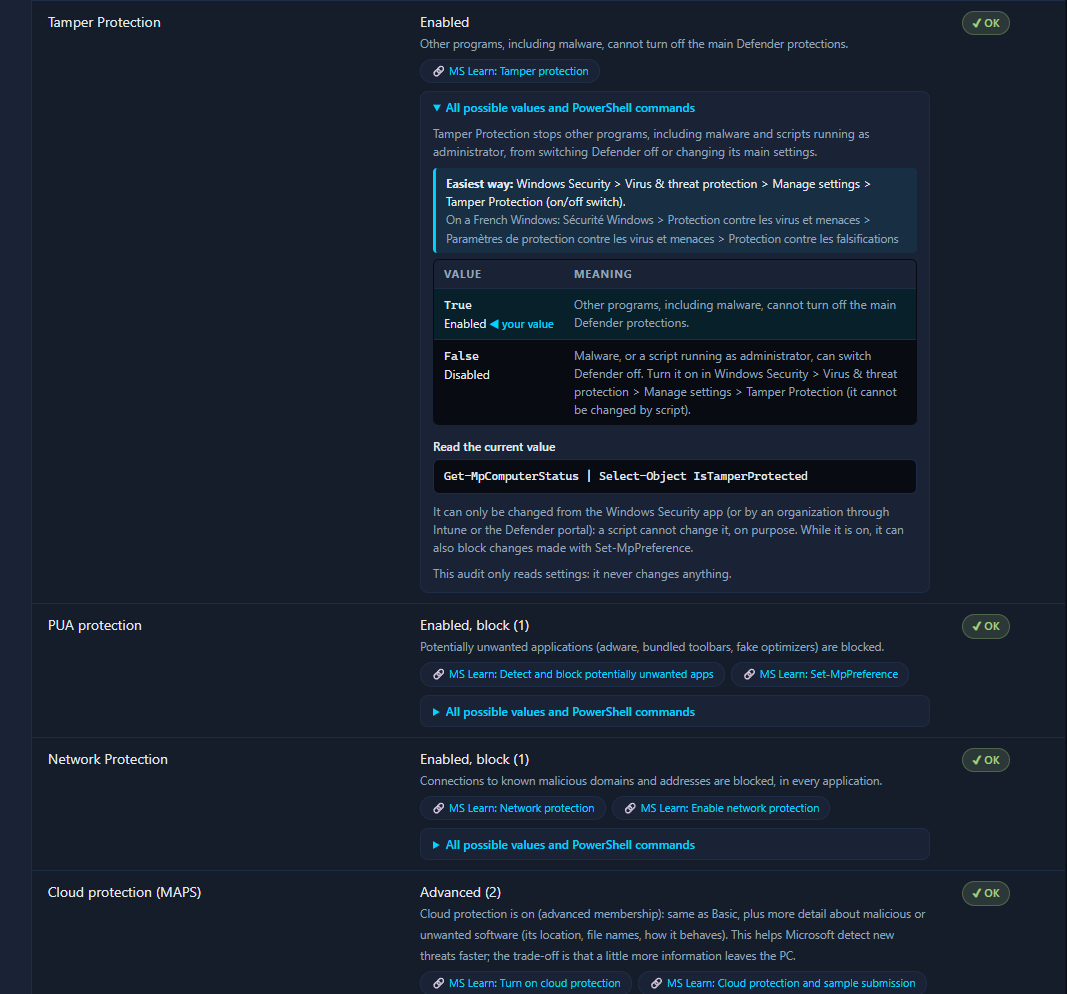 Tamper Protection
Enabled
✓ OK
Other programs, including malware, cannot turn off the main Defender protections.
MS Learn: Tamper protection
▼ All possible values and PowerShell commands
Tamper Protection stops other programs, including malware and scripts running as
administrator, from switching Defender off or changing its main settings.
Easiest way: Windows Security > Virus & threat protection > Manage settings >
Tamper Protection (on/off switch).
On a French Windows: Sécurité Windows > Protection contre les virus et menaces >
Paramètres de protection contre les virus et menaces > Protection contre les falsifications
VALUE MEANING
True
Enabled ◀ your value
Other programs, including malware, cannot turn off the main
Defender protections.
False
Disabled
Malware, or a script running as administrator, can switch
Defender off. Turn it on in Windows Security > Virus & threat
protection > Manage settings > Tamper Protection (it cannot
be changed by script).
Read the current value
Get-MpComputerStatus | Select-Object IsTamperProtected
It can only be changed from the Windows Security app (or by an organization through
Intune or the Defender portal): a script cannot change it, on purpose. While it is on, it can
also block changes made with Set-MpPreference.
This audit only reads settings: it never changes anything.
PUA protection
Enabled, block (1)
✓ OK
Potentially unwanted applications (adware, bundled toolbars, fake optimizers) are blocked.
MS Learn: Detect and block potentially unwanted apps
MS Learn: Set-MpPreference
▶ All possible values and PowerShell commands
Network Protection
Enabled, block (1)
✓ OK
Connections to known malicious domains and addresses are blocked, in every application.
MS Learn: Network protection
MS Learn: Enable network protection
▶ All possible values and PowerShell commands
Cloud protection (MAPS)
Advanced (2)
✓ OK
Cloud protection is on (advanced membership): same as Basic, plus more detail about malicious or
unwanted software (its location, file names, how it behaves). This helps Microsoft detect new
threats faster; the trade-off is that a little more information leaves the PC.
MS Learn: Turn on cloud protection
MS Learn: Cloud protection and sample submission